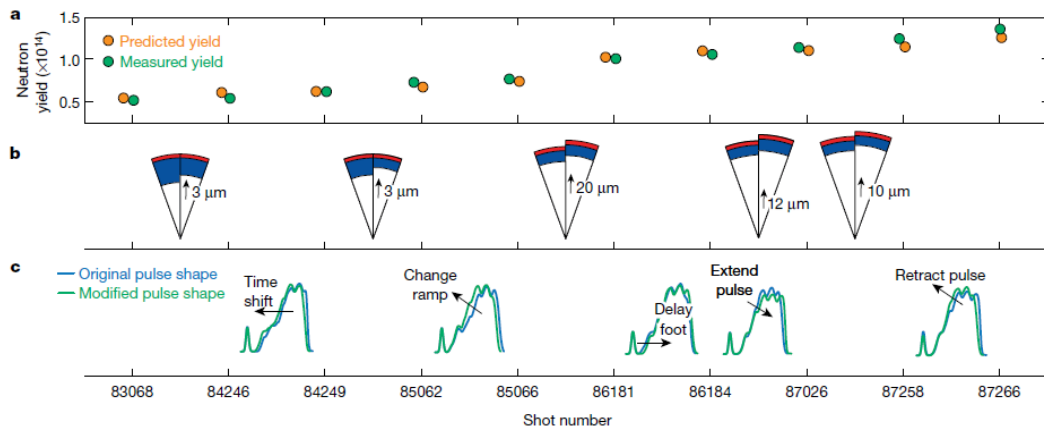 a
1.5
1.0
0.5
Neutron
yield (×10¹⁴)
Predicted yield
Measured yield
b
3 μm
3 μm
20 μm
12 μm
10 μm
c
Original pulse shape
Modified pulse shape
Time
shift
Change
ramp
Delay
foot
Extend
pulse
Retract pulse
83068 84246 84249 85062 85066 86181 86184 87026 87258 87266
Shot number